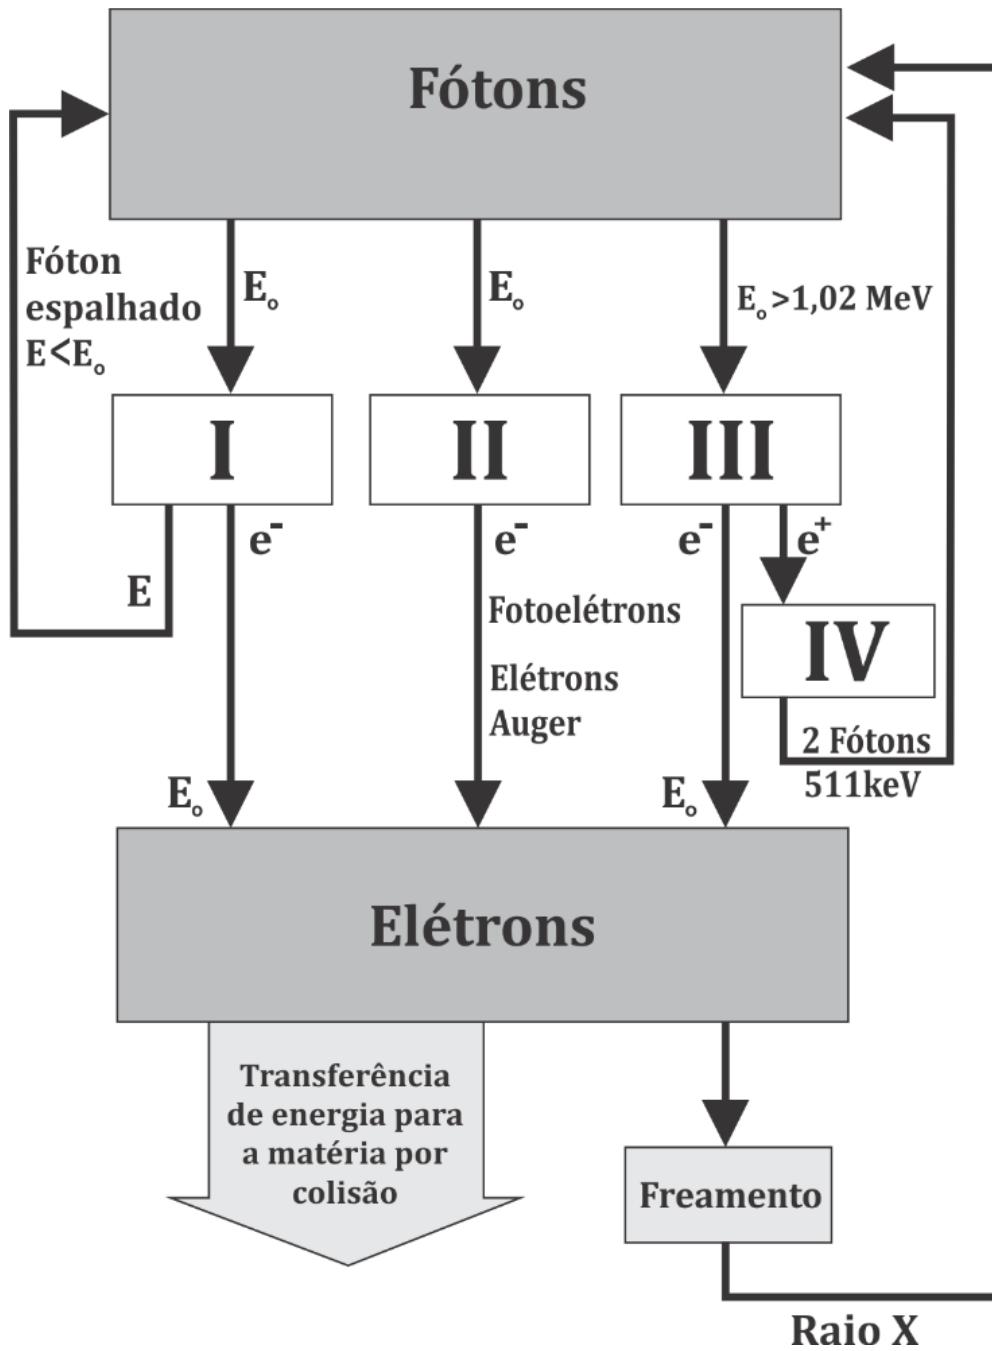 Fótons
Fóton
espalhado
E<Eₒ
Eₒ
Eₒ
Eₒ>1,02 MeV
I
II
III
E
e⁻
e⁻
e⁻
e⁺
Fotoelétrons
Elétrons
Auger
IV
2 Fótons
511keV
Eₒ
Eₒ
Elétrons
Transferência
de energia para
a matéria por
colisão
Freamento
Raio X